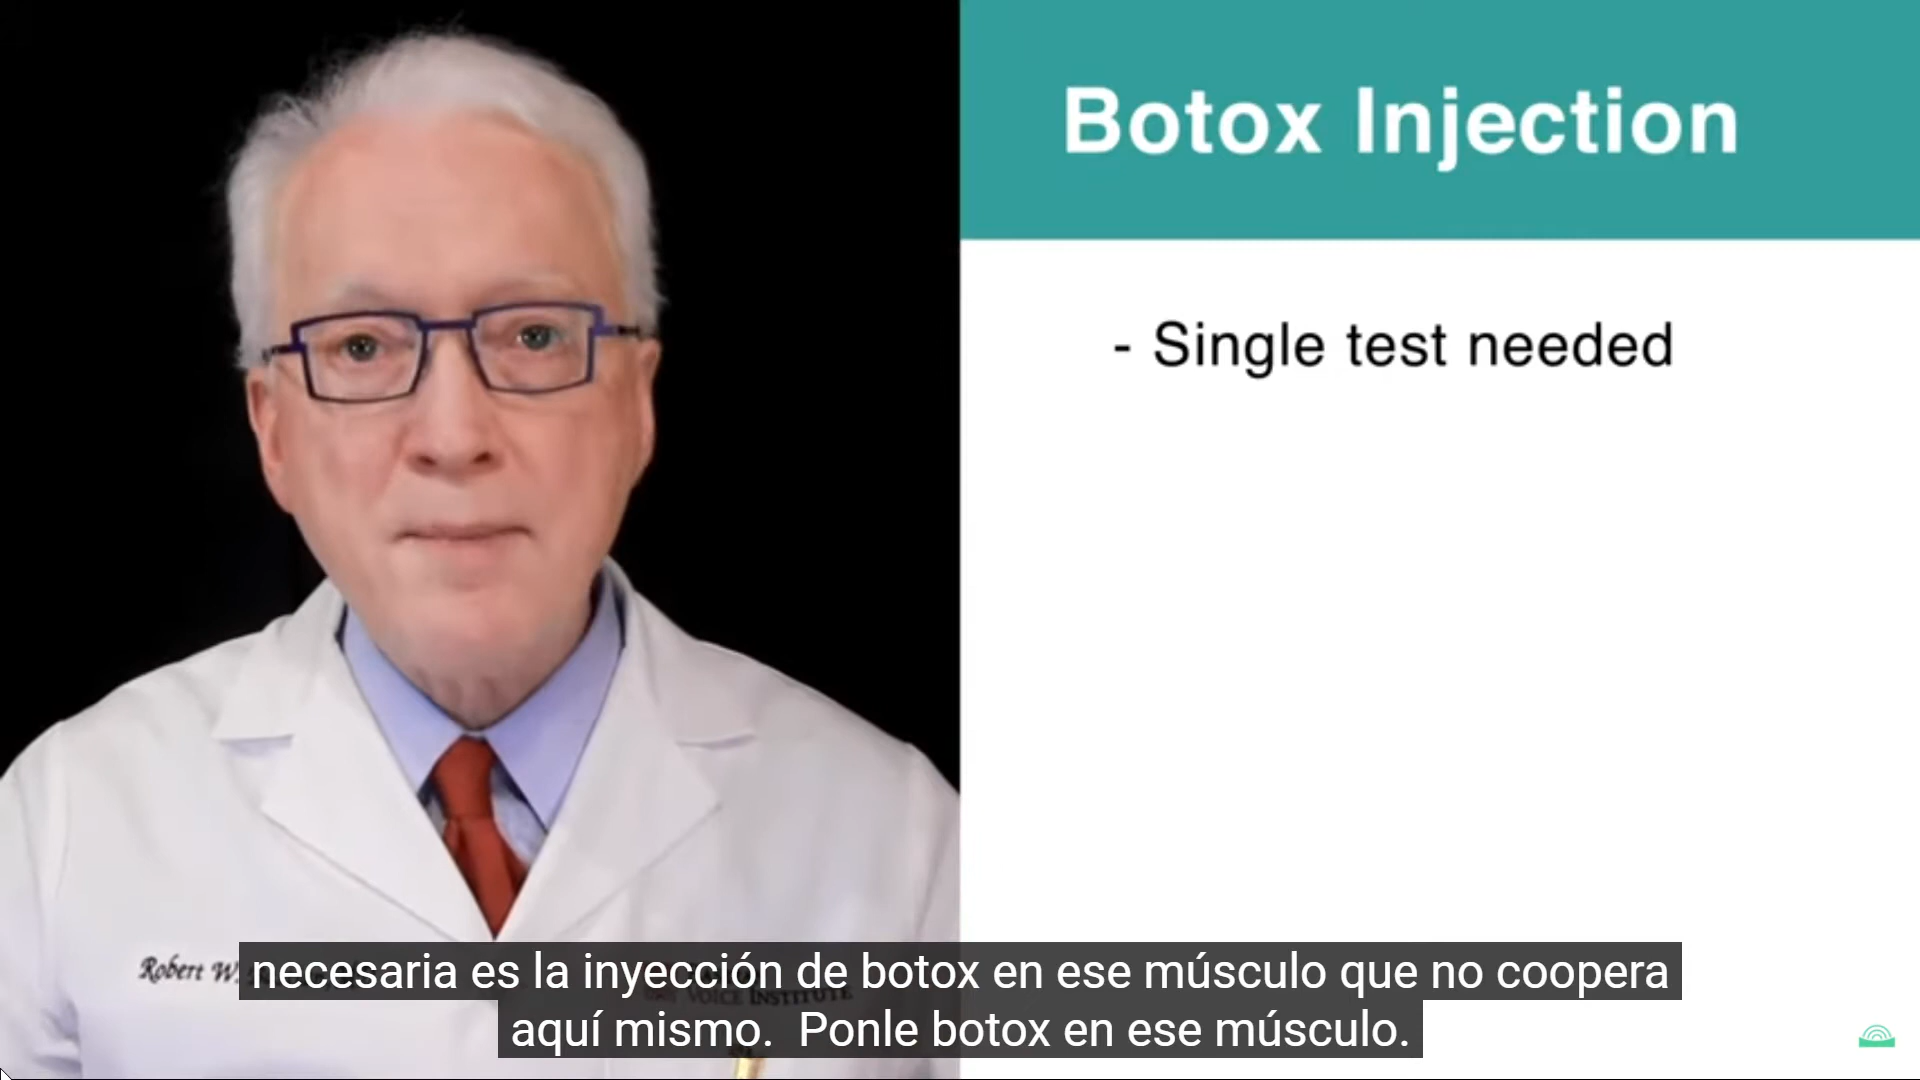 Botox Injection
- Single test needed
Robert W.
VOICE INSTITUTE
necesaria es la inyección de botox en ese músculo que no coopera
aquí mismo.  Ponle botox en ese músculo.